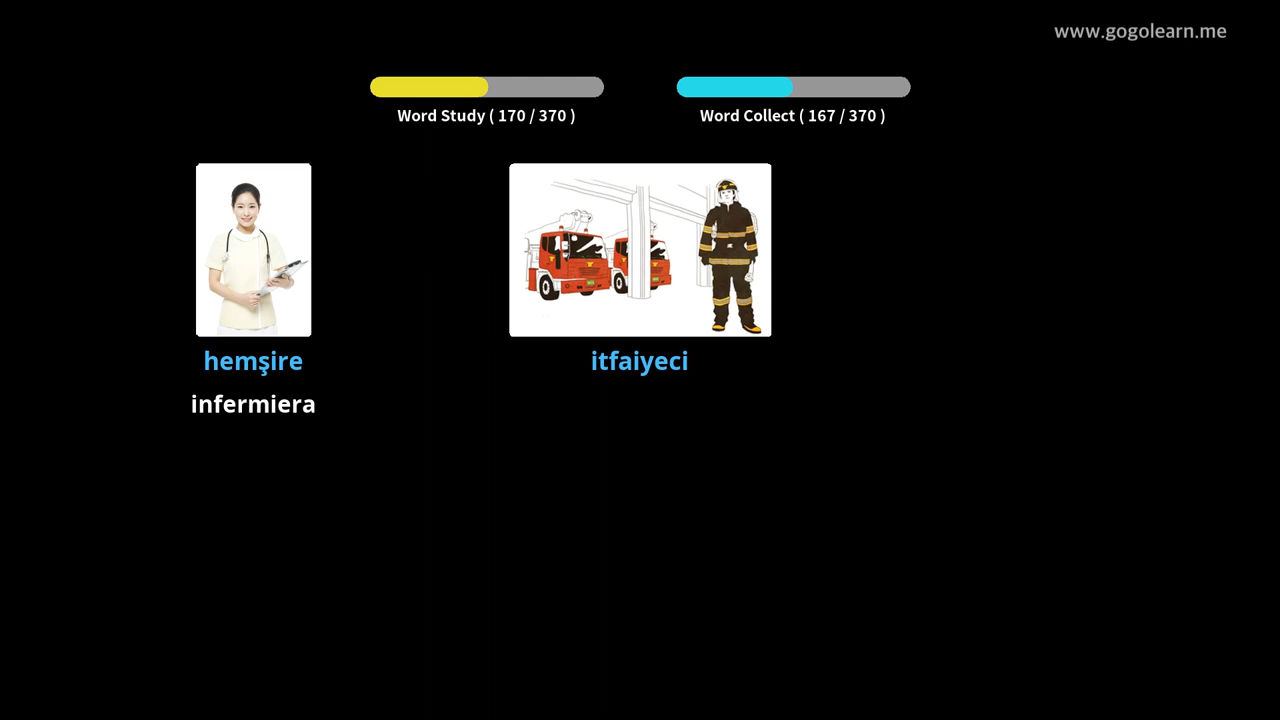 www.gogolearn.me
Word Study ( 170 / 370 )
Word Collect ( 167 / 370 )
hemşire
itfaiyeci
infermiera